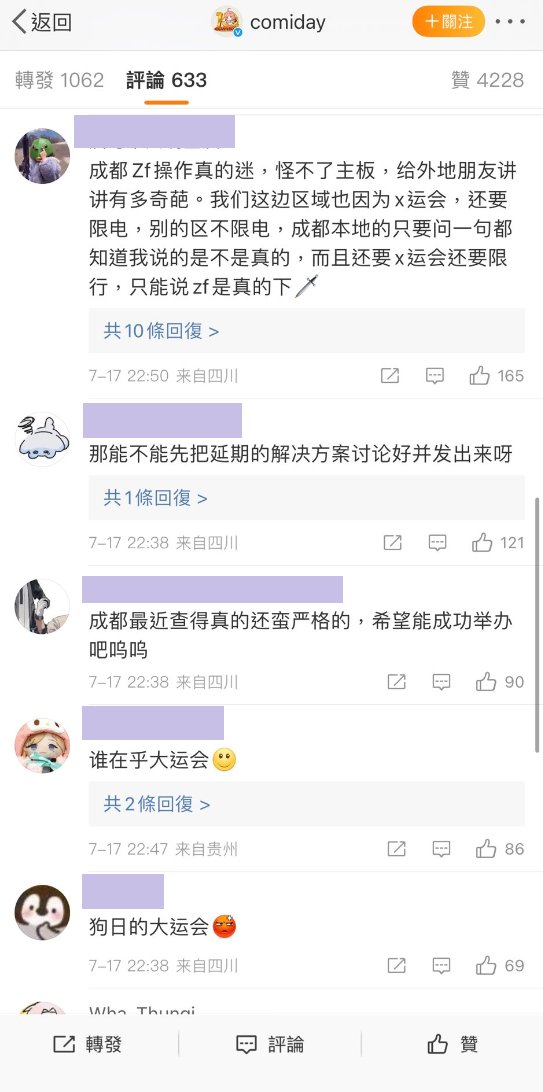 返回
comiday
+關注
轉發 1062
評論 633
贊 4228
成都Zf操作真的迷，怪不了主板，给外地朋友讲
讲有多奇葩。我们这边区域也因为x运会，还要
限电，别的区不限电，成都本地的只要问一句都
知道我说的是不是真的，而且还要x运会还要限
行，只能说zf是真的下
共10條回復 >
7-17 22:50 来自四川
165
那能不能先把延期的解决方案讨论好并发出来呀
共1條回復 >
7-17 22:38 来自四川
121
成都最近查得真的还蛮严格的，希望能成功举办
吧呜呜
7-17 22:38 来自四川
90
谁在乎大运会
共2條回復 >
7-17 22:47 来自贵州
86
狗日的大运会
7-17 22:38 来自四川
69
轉發
評論
贊